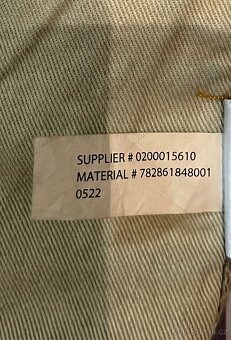 SUPPLIER # 0200015610
MATERIAL # 782861848001
0522